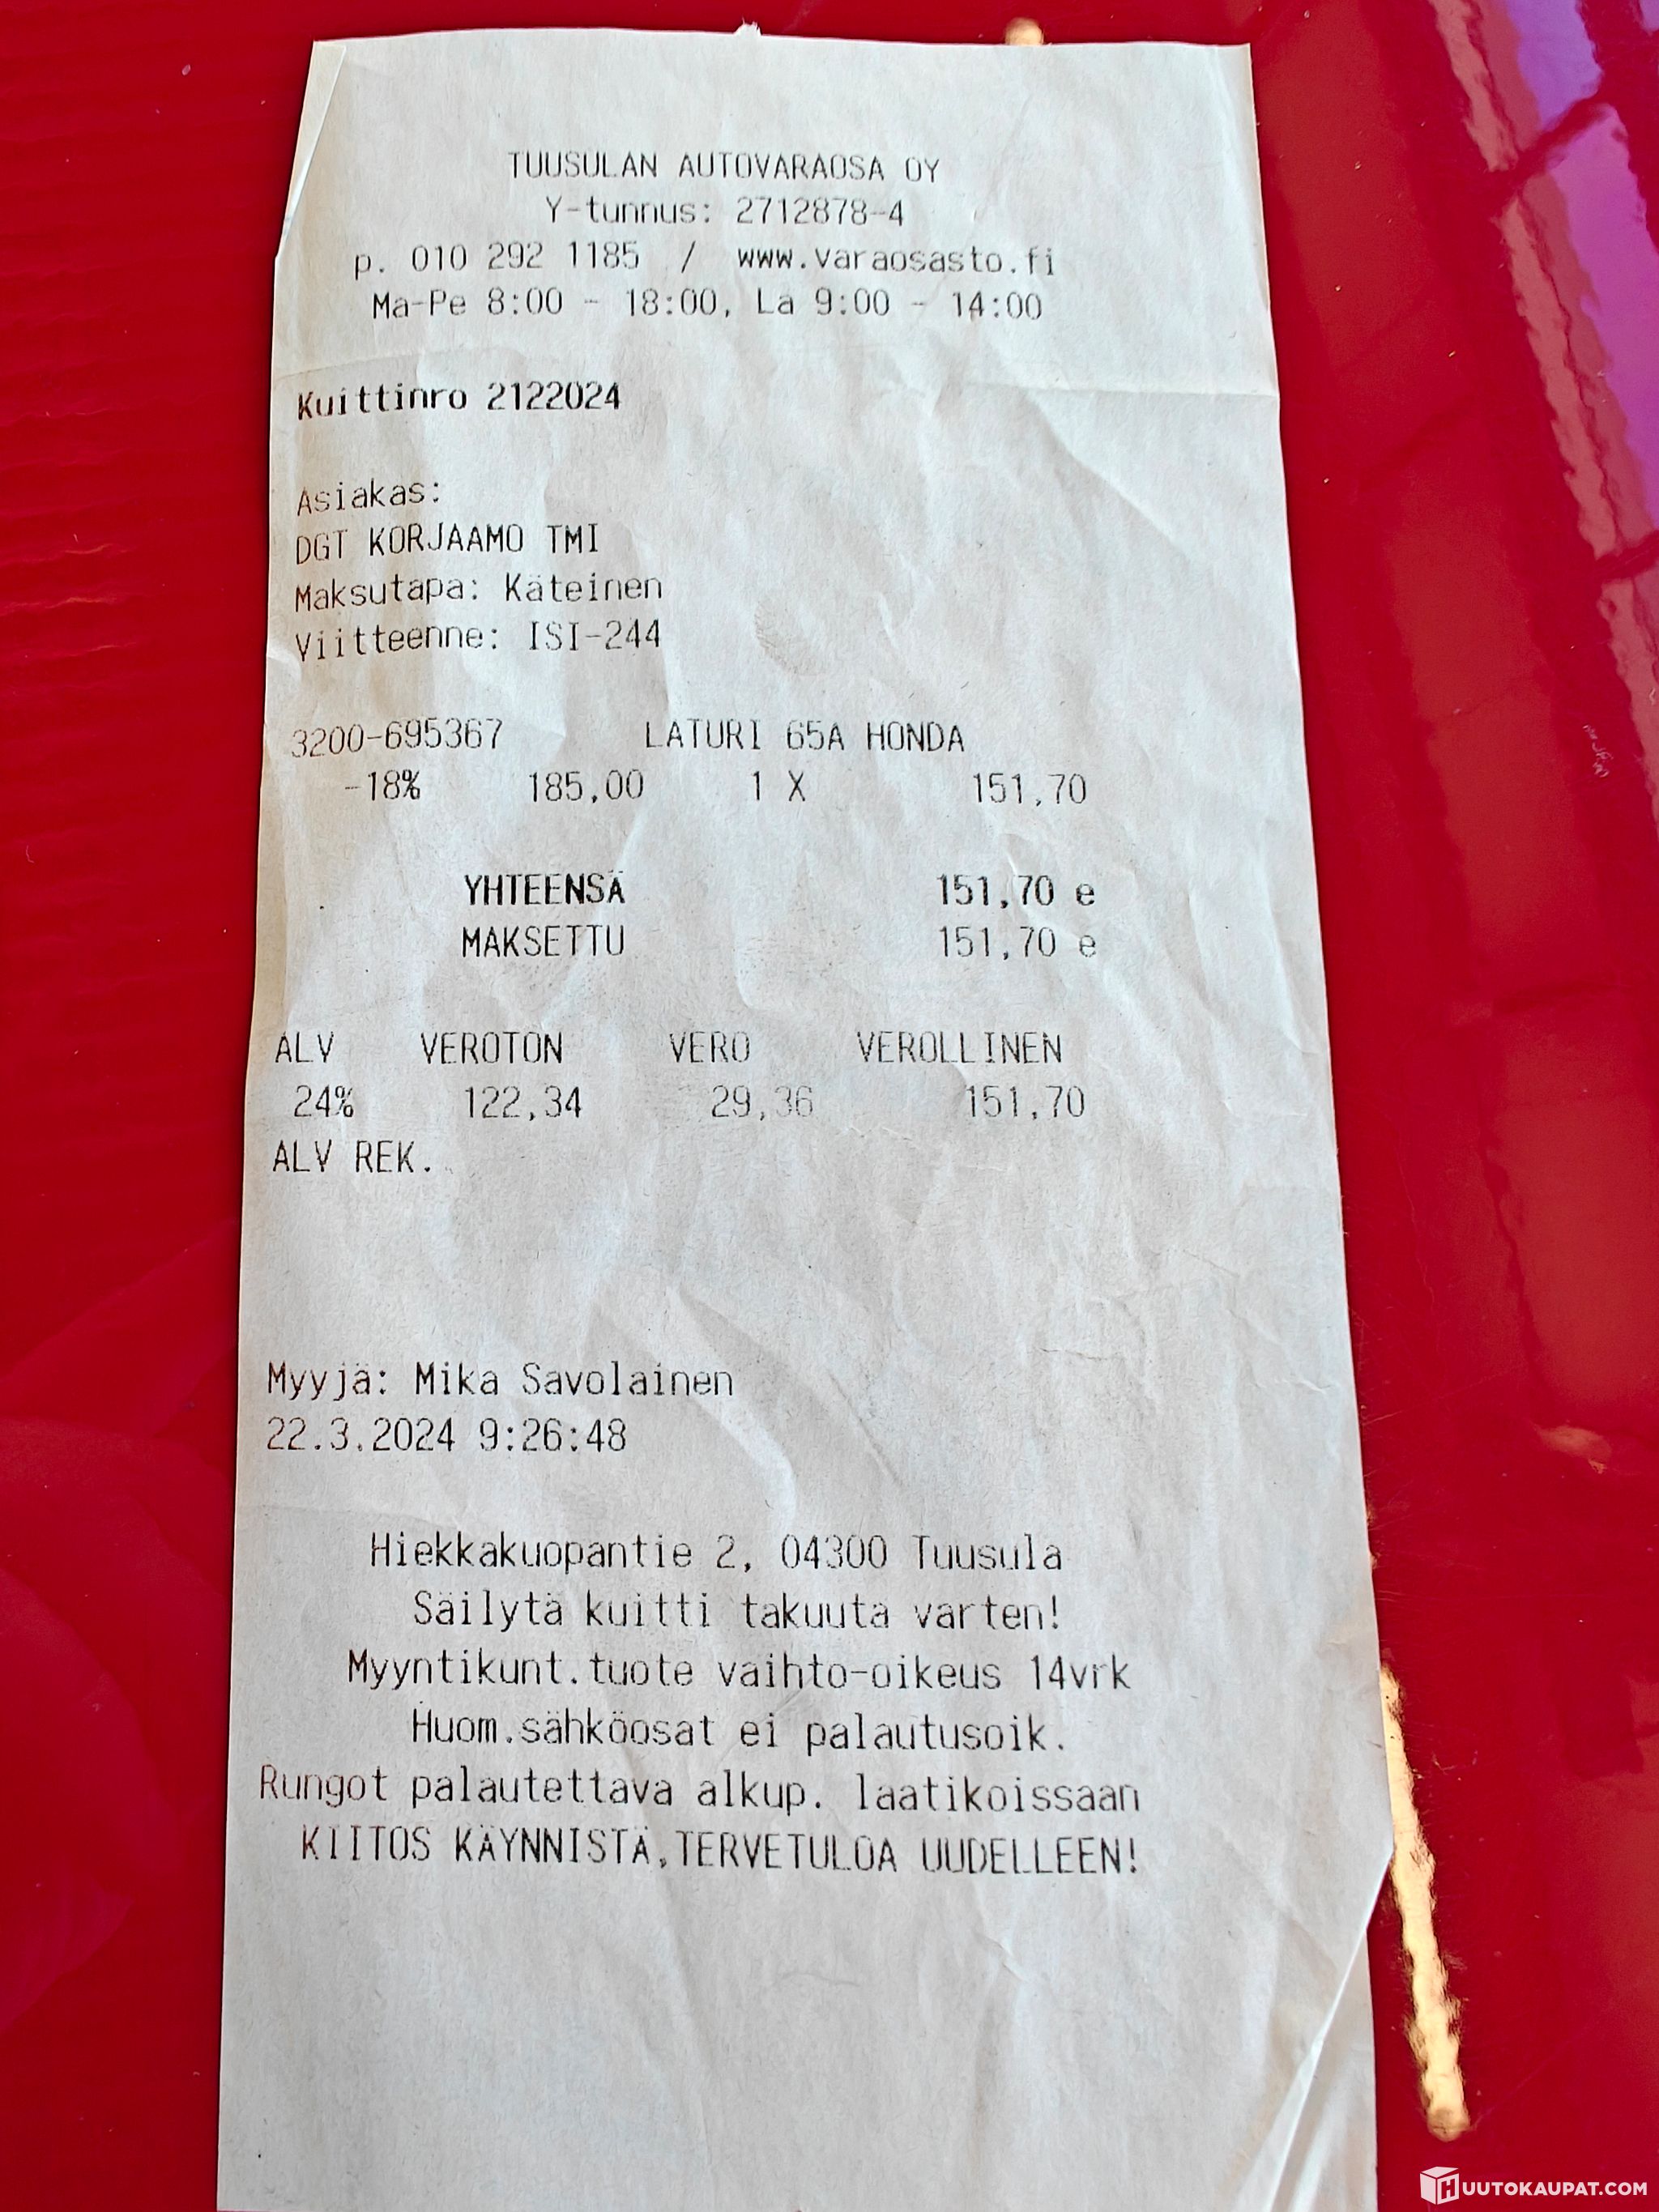 TUUSULAN AUTOVARAOSA OY
Y-tunnus: 2712878-4
p. 010 292 1185 / www.varaosasto.fi
Ma-Pe 8:00 - 18:00, La 9:00 - 14:00
Kuittinro 2122024
Asiakas:
DGT KORJAAMO TMI
Maksutapa: Käteinen
Viitteenne: ISI-244
3200-695367 LATURI 65A HONDA
-18% 185,00 1 X 151,70
YHTEENSÄ 151,70 e
MAKSETTU 151,70 e
ALV VEROTON VERO VEROLLINEN
24% 122,34 29,36 151,70
ALV REK.
Myyjä: Mika Savolainen
22.3.2024 9:26:48
Hiekkakuopantie 2, 04300 Tuusula
Säilytä kuitti takuuta varten!
Myyntikunt.tuote vaihto-oikeus 14vrk
Huom.sähköosat ei palautusoik.
Rungot palautettava alkup. laatikoissaan
KIITOS KÄYNNISTÄ,TERVETULOA UUDELLEEN!
HUUTOKAUPAT.COM